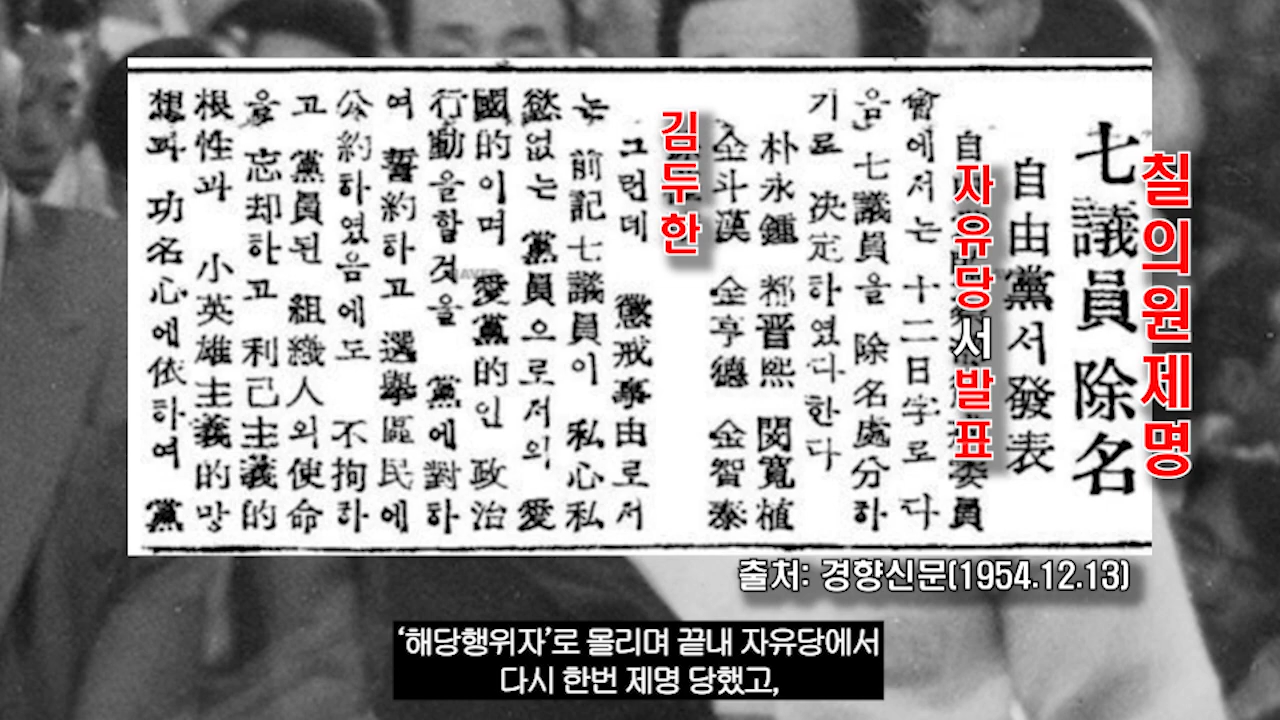 칠의원제명
七議員 除名
自由黨서發表
자유당서발표
自 委員
會에서는 十二日字로 다
음 七議員을 除名處分하
기로 決定하였다 한다
朴永鍾 都晋熙 閔寬植
金斗漢 金亨德 金智泰
김두한
그런데 懲戒事由로서
는 前記七議員이 私心私
慾없는 黨員으로서의 愛
國的이며 愛黨的인 政治
行動을할것을 黨에對하
여 誓約하고 選擧區民에
公約하였음에도 不拘하
고 黨員된 組織人의使命
을 忘却하고 利己主義的
根性과 小英雄主義的망
想과 功名心에依하여 黨
출처: 경향신문(1954.12.13)
‘해당행위자’로 몰리며 끝내 자유당에서
다시 한번 제명 당했고,